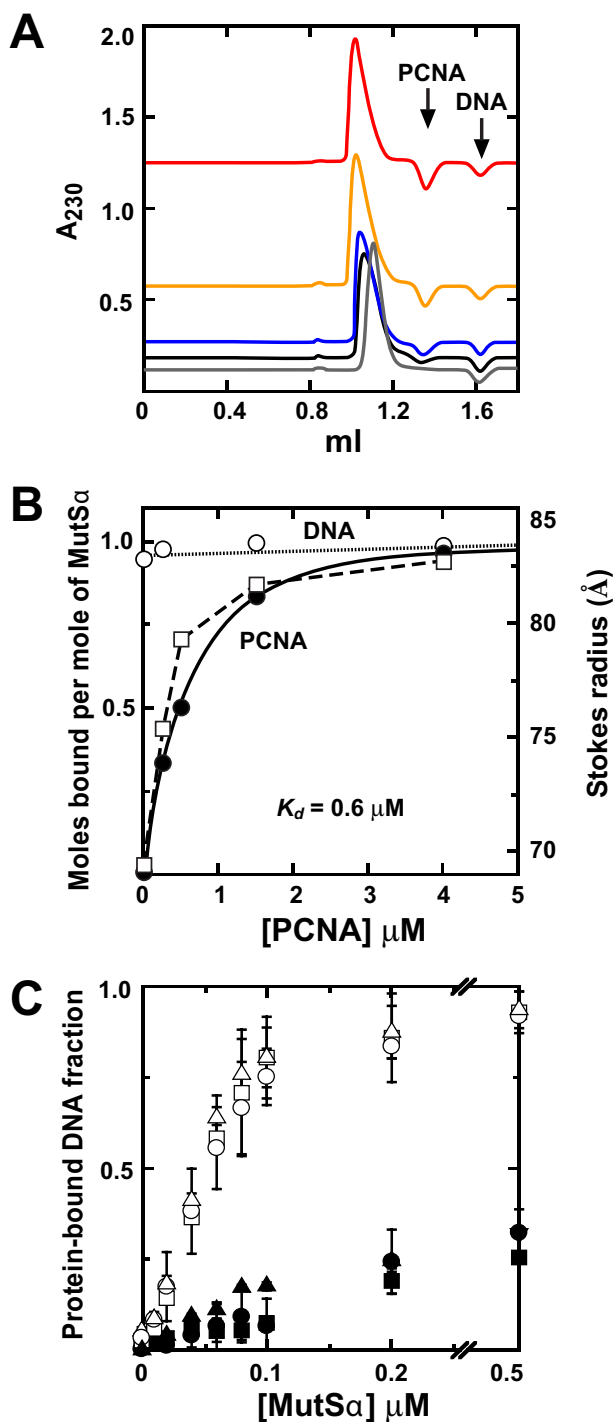 A
2.0
PCNA
DNA
1.5
A230
1.0
0.5
0 0.4 0.8 1.2 1.6
ml
B
85
1.0
DNA
Moles bound per mole of MutSα
Stokes radius (Å)
80
PCNA
0.5
75
Kd = 0.6 μM
70
0 1 2 3 4 5
[PCNA] μM
C
1.0
Protein-bound DNA fraction
0.5
0 0.1 0.2 0.5
[MutSα] μM